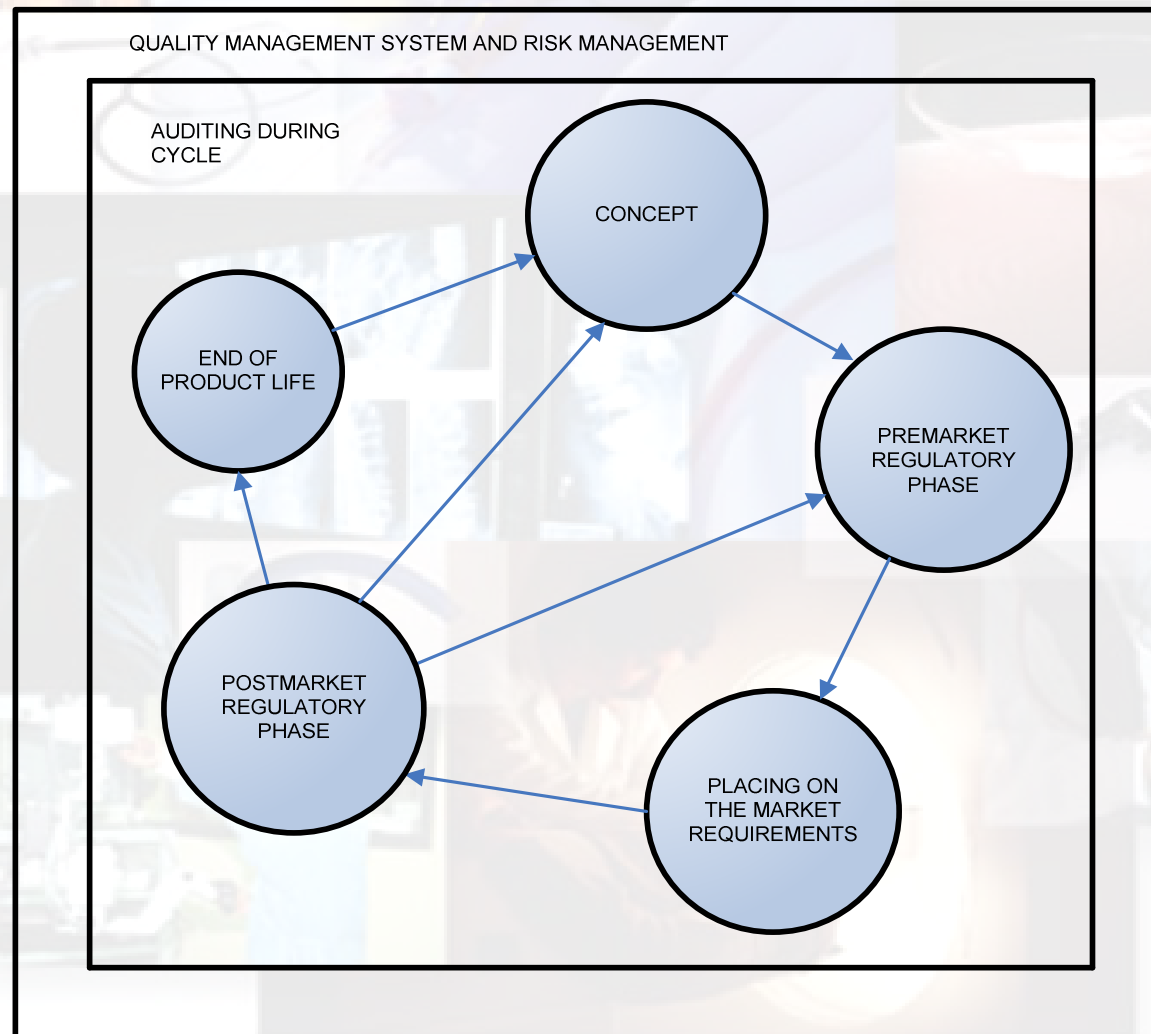 QUALITY MANAGEMENT SYSTEM AND RISK MANAGEMENT
AUDITING DURING
CYCLE
CONCEPT
END OF
PRODUCT LIFE
PREMARKET
REGULATORY
PHASE
POSTMARKET
REGULATORY
PHASE
PLACING ON
THE MARKET
REQUIREMENTS